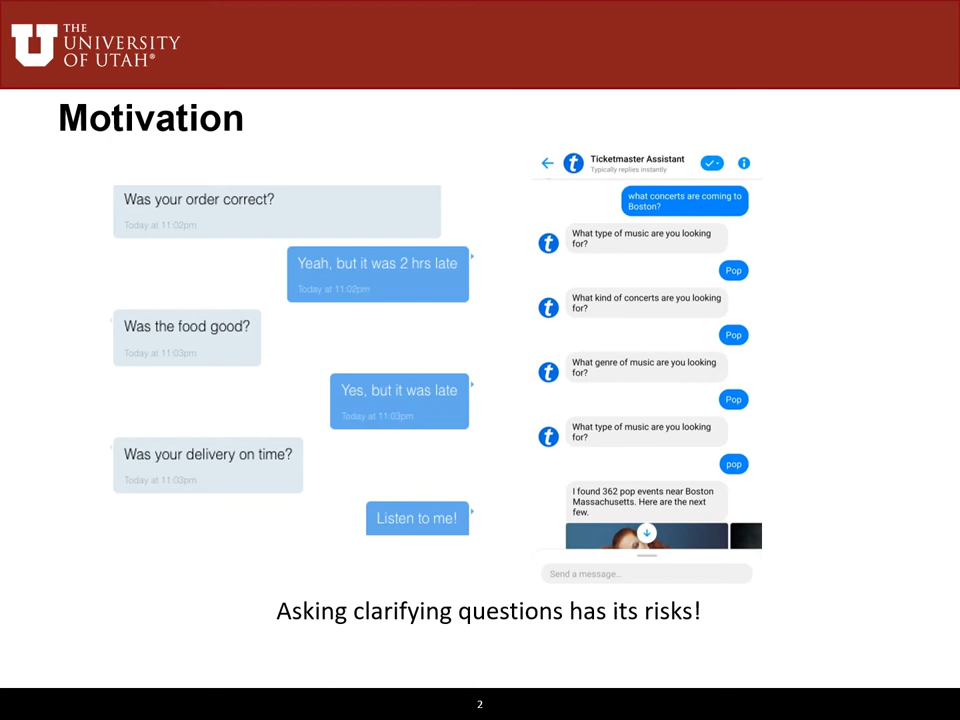 THE
UNIVERSITY
OF UTAH®
Motivation
Was your order correct?
Today at 11:02pm
Yeah, but it was 2 hrs late
Today at 11:02pm
Was the food good?
Today at 11:03pm
Yes, but it was late
Today at 11:03pm
Was your delivery on time?
Today at 11:03pm
Listen to me!
Ticketmaster Assistant
Typically replies instantly
what concerts are coming to
Boston?
What type of music are you looking
for?
Pop
What kind of concerts are you looking
for?
Pop
What genre of music are you looking
for?
Pop
What type of music are you looking
for?
pop
I found 362 pop events near Boston
Massachusetts. Here are the next
few.
Send a message...
Asking clarifying questions has its risks!
2